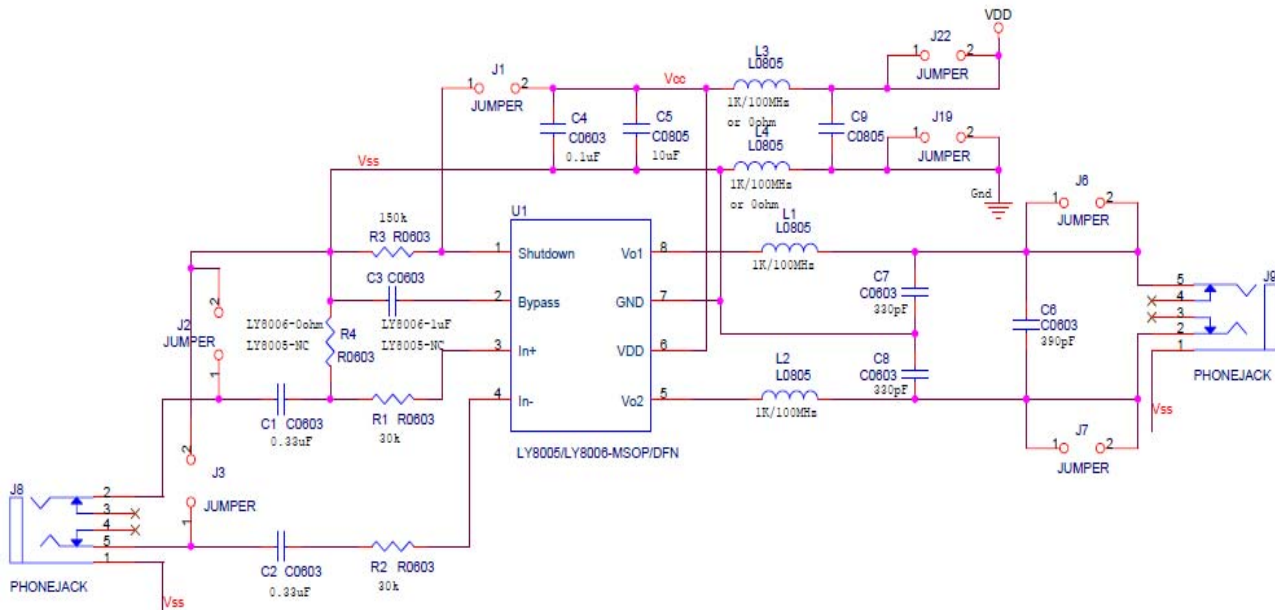 VDD
J22
1 2
JUMPER
L3
L0805
1K/100MHz
or 0ohm
Vcc
J1
1 2
JUMPER
C4
C0603
0.1uF
C5
C0805
10uF
C9
C0805
J19
1 2
JUMPER
L4
L0805
1K/100MHz
or 0ohm
Vss
Gnd
J6
1 2
JUMPER
150k
R3 R0603
U1
L1
L0805
1K/100MHz
1 Shutdown
2 Bypass
3 In+
4 In-
Vo1 8
GND 7
VDD 6
Vo2 5
LY8005/LY8006-MSOP/DFN
C3 C0603
LY8006-1uF
LY8005-NC
LY8006-0ohm
LY8005-NC
R4
R0603
J2
2
JUMPER
1
C7
C0603
330pF
C8
C0603
330pF
C6
C0603
390pF
5
4
3
2
1
J9
PHONEJACK
Vss
L2
L0805
1K/100MHz
C1 C0603
0.33uF
R1 R0603
30k
J7
1 2
JUMPER
2
J3
JUMPER
1
J8
2
3
4
5
1
PHONEJACK
Vss
C2 C0603
0.33uF
R2 R0603
30k